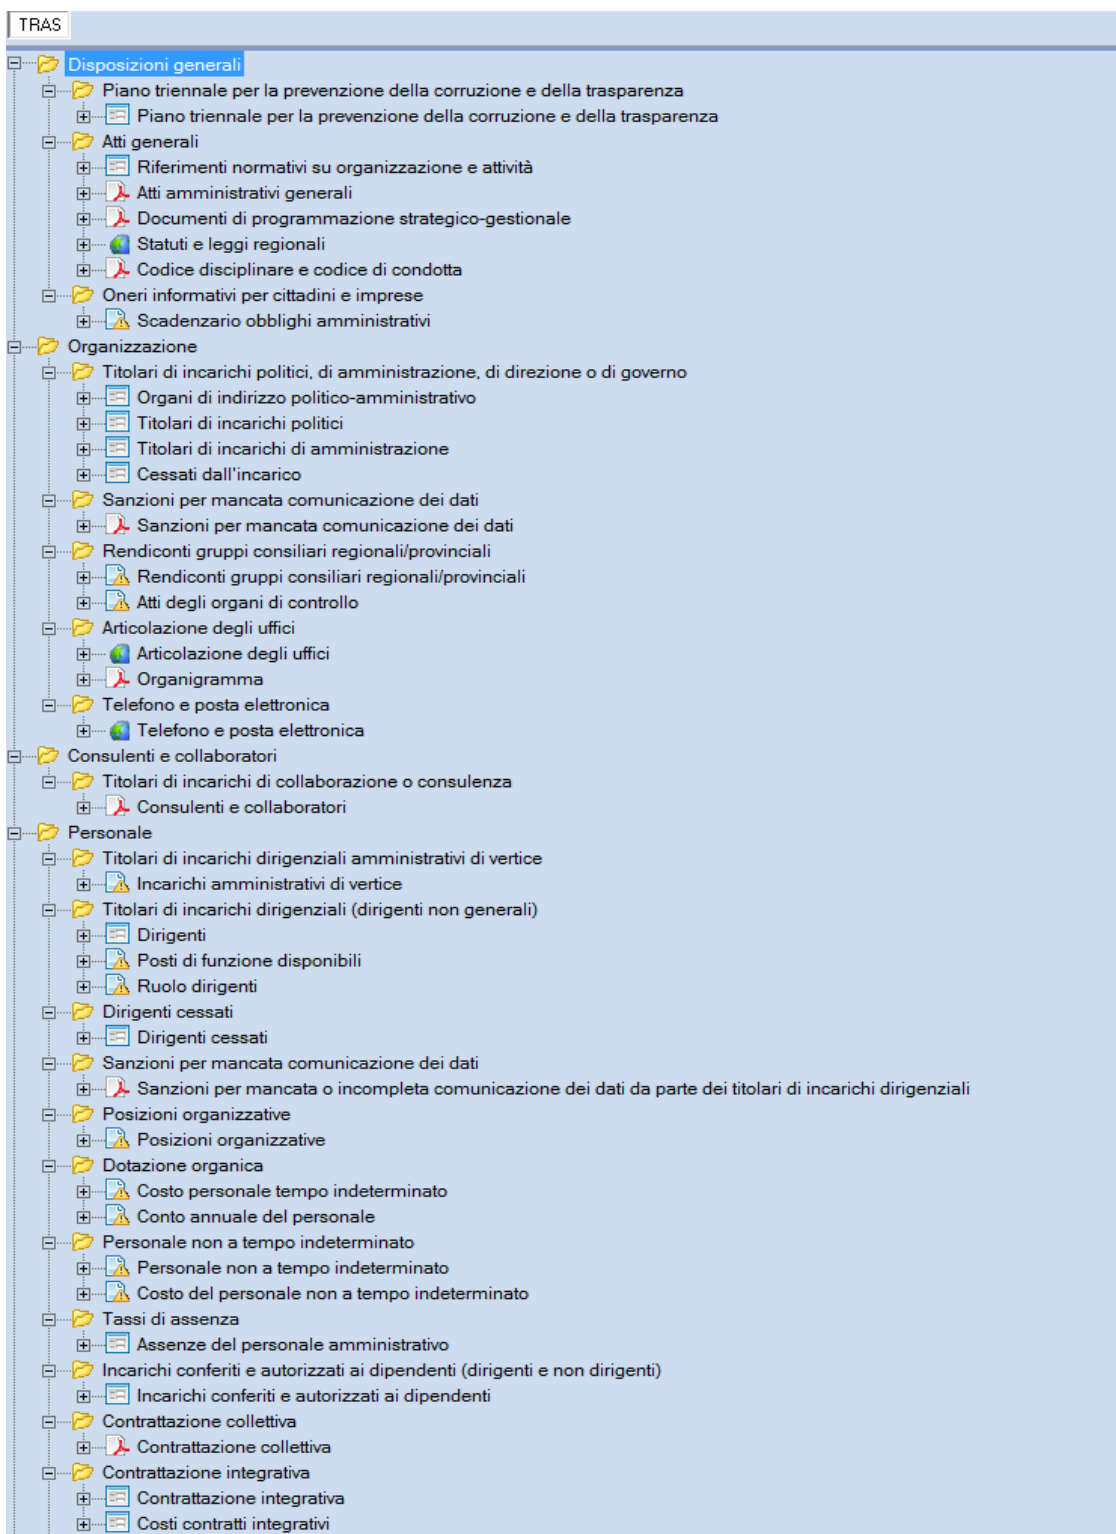 TRAS
Disposizioni generali
Piano triennale per la prevenzione della corruzione e della trasparenza
Piano triennale per la prevenzione della corruzione e della trasparenza
Atti generali
Riferimenti normativi su organizzazione e attività
Atti amministrativi generali
Documenti di programmazione strategico-gestionale
Statuti e leggi regionali
Codice disciplinare e codice di condotta
Oneri informativi per cittadini e imprese
Scadenzario obblighi amministrativi
Organizzazione
Titolari di incarichi politici, di amministrazione, di direzione o di governo
Organi di indirizzo politico-amministrativo
Titolari di incarichi politici
Titolari di incarichi di amministrazione
Cessati dall'incarico
Sanzioni per mancata comunicazione dei dati
Sanzioni per mancata comunicazione dei dati
Rendiconti gruppi consiliari regionali/provinciali
Rendiconti gruppi consiliari regionali/provinciali
Atti degli organi di controllo
Articolazione degli uffici
Articolazione degli uffici
Organigramma
Telefono e posta elettronica
Telefono e posta elettronica
Consulenti e collaboratori
Titolari di incarichi di collaborazione o consulenza
Consulenti e collaboratori
Personale
Titolari di incarichi dirigenziali amministrativi di vertice
Incarichi amministrativi di vertice
Titolari di incarichi dirigenziali (dirigenti non generali)
Dirigenti
Posti di funzione disponibili
Ruolo dirigenti
Dirigenti cessati
Dirigenti cessati
Sanzioni per mancata comunicazione dei dati
Sanzioni per mancata o incompleta comunicazione dei dati da parte dei titolari di incarichi dirigenziali
Posizioni organizzative
Posizioni organizzative
Dotazione organica
Costo personale tempo indeterminato
Conto annuale del personale
Personale non a tempo indeterminato
Personale non a tempo indeterminato
Costo del personale non a tempo indeterminato
Tassi di assenza
Assenze del personale amministrativo
Incarichi conferiti e autorizzati ai dipendenti (dirigenti e non dirigenti)
Incarichi conferiti e autorizzati ai dipendenti
Contrattazione collettiva
Contrattazione collettiva
Contrattazione integrativa
Contrattazione integrativa
Costi contratti integrativi